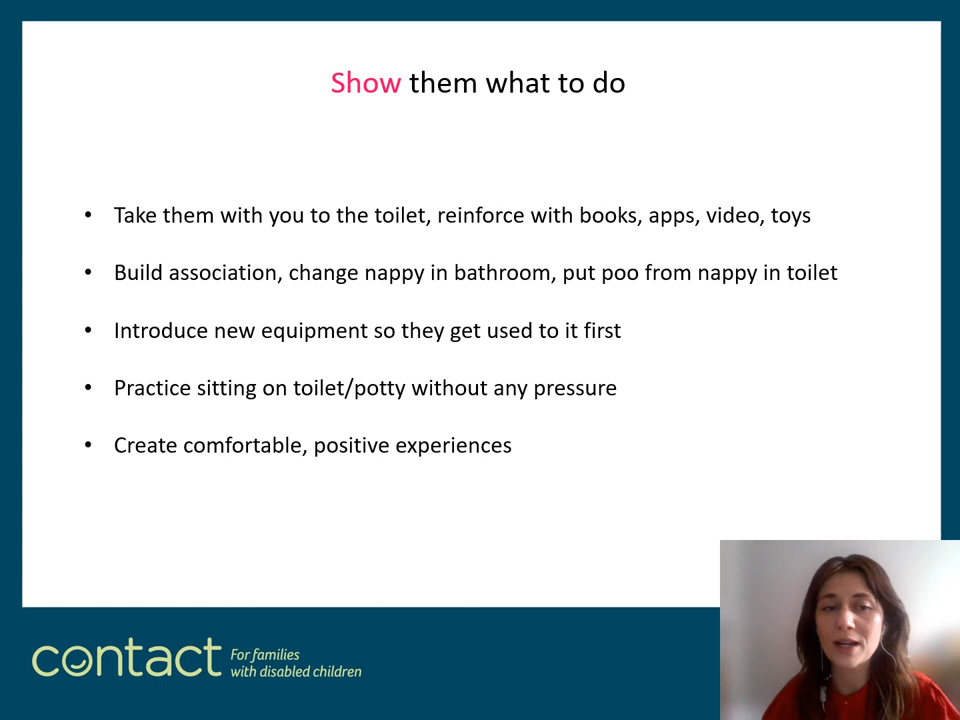 Show them what to do
• Take them with you to the toilet, reinforce with books, apps, video, toys
• Build association, change nappy in bathroom, put poo from nappy in toilet
• Introduce new equipment so they get used to it first
• Practice sitting on toilet/potty without any pressure
• Create comfortable, positive experiences
contact
For families
with disabled children